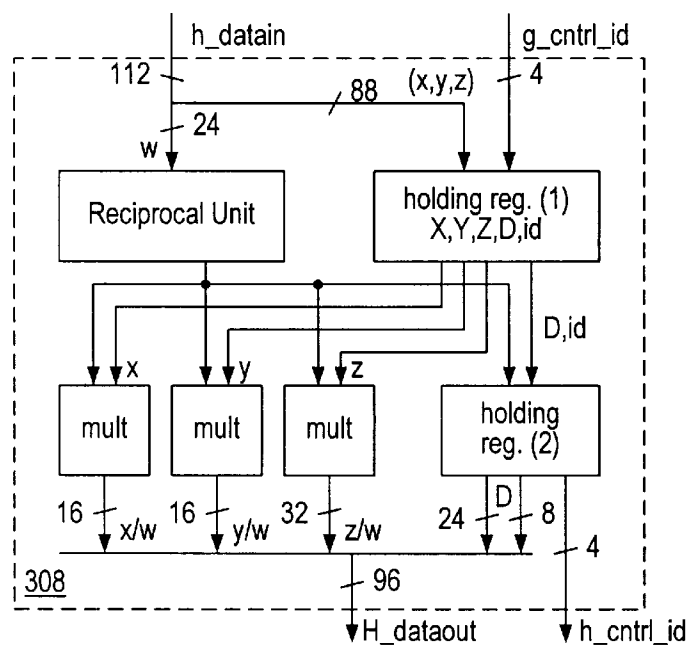 h_datain
g_cntrl_id
112
88
(x,y,z)
4
24
w
Reciprocal Unit
holding reg. (1)
X,Y,Z,D,id
D,id
x
y
z
mult
mult
mult
holding
reg. (2)
16
x/w
16
y/w
32
z/w
24
D
8
4
308
96
H_dataout
h_cntrl_id